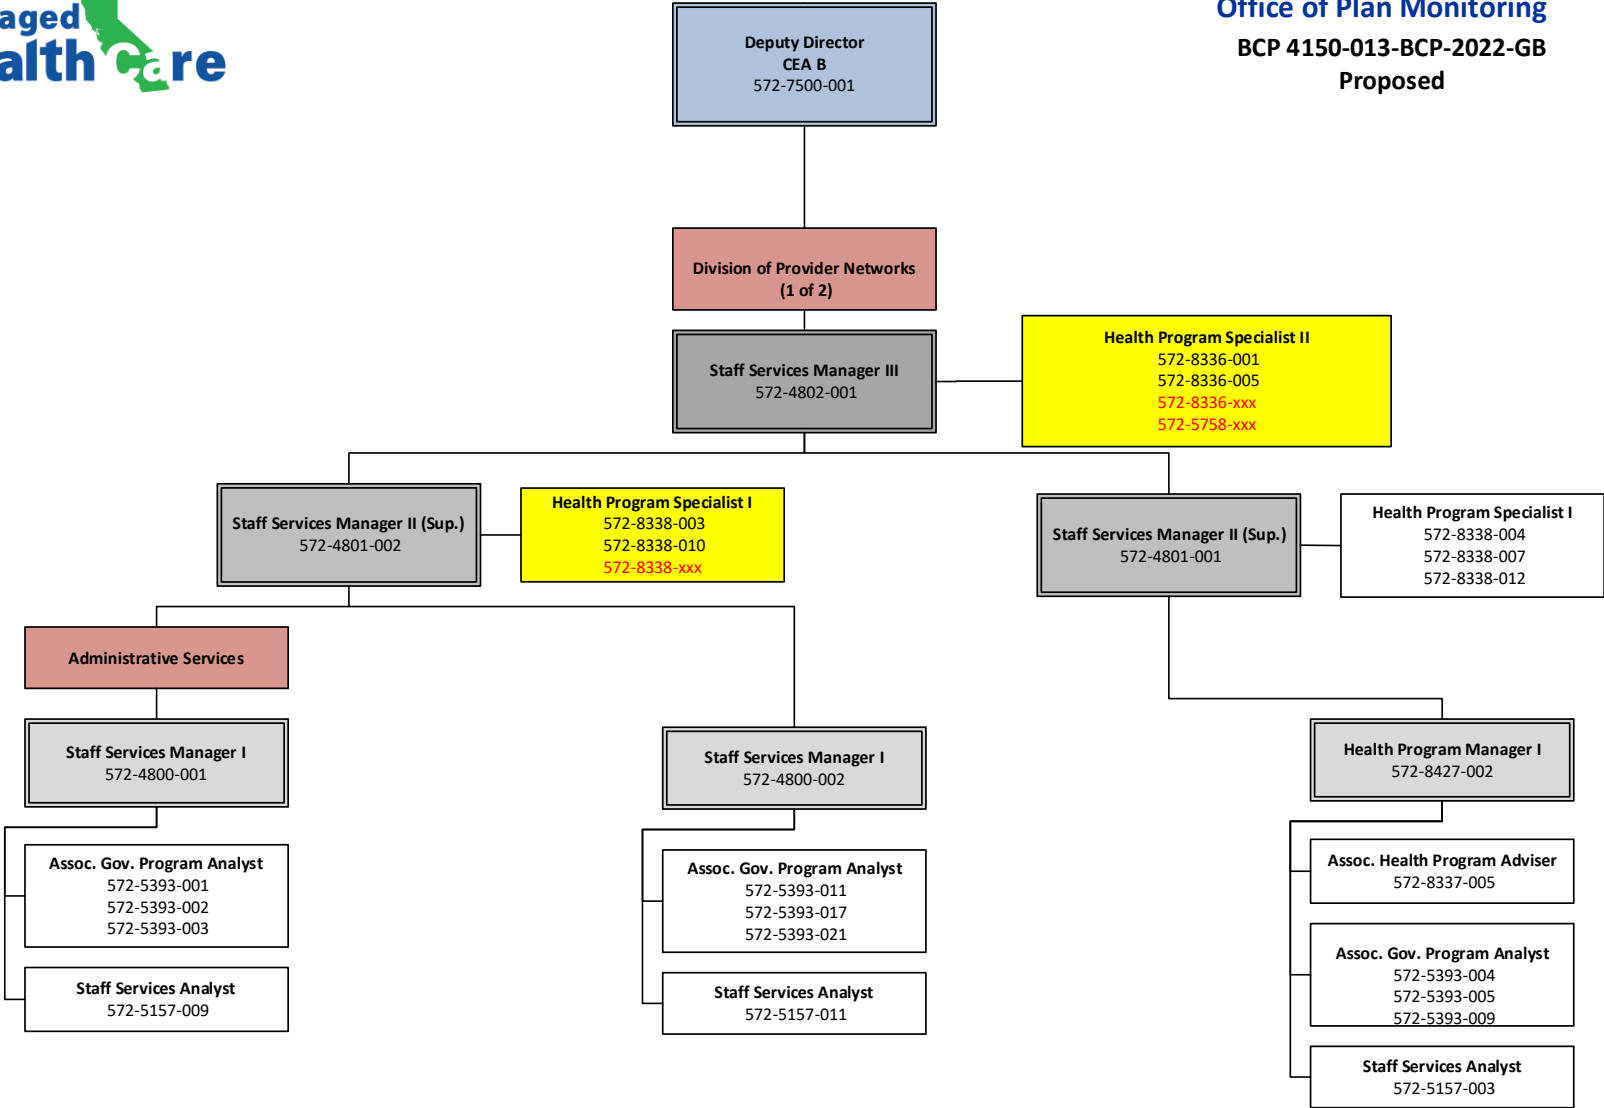 aged
alth Care
Office of Plan Monitoring
BCP 4150-013-BCP-2022-GB
Proposed
Deputy Director
CEA B
572-7500-001
Division of Provider Networks
(1 of 2)
Staff Services Manager III
572-4802-001
Health Program Specialist II
572-8336-001
572-8336-005
572-8336-xxx
572-5758-xxx
Staff Services Manager II (Sup.)
572-4801-002
Health Program Specialist I
572-8338-003
572-8338-010
572-8338-xxx
Staff Services Manager II (Sup.)
572-4801-001
Health Program Specialist I
572-8338-004
572-8338-007
572-8338-012
Administrative Services
Staff Services Manager I
572-4800-001
Staff Services Manager I
572-4800-002
Health Program Manager I
572-8427-002
Assoc. Gov. Program Analyst
572-5393-001
572-5393-002
572-5393-003
Staff Services Analyst
572-5157-009
Assoc. Gov. Program Analyst
572-5393-011
572-5393-017
572-5393-021
Staff Services Analyst
572-5157-011
Assoc. Health Program Adviser
572-8337-005
Assoc. Gov. Program Analyst
572-5393-004
572-5393-005
572-5393-009
Staff Services Analyst
572-5157-003